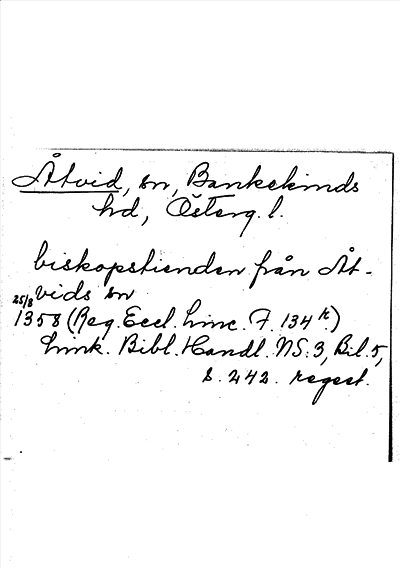 Åtvid, sn, Bankekinds
hd, Österg. l.
biskopstienden från Åt-
vids sn
25/8
1358 (Reg. Eccl. Linc. F. 134 r.)
Link. Bibl. Handl. NS. 3, Bil. 5,
s. 242. regest.